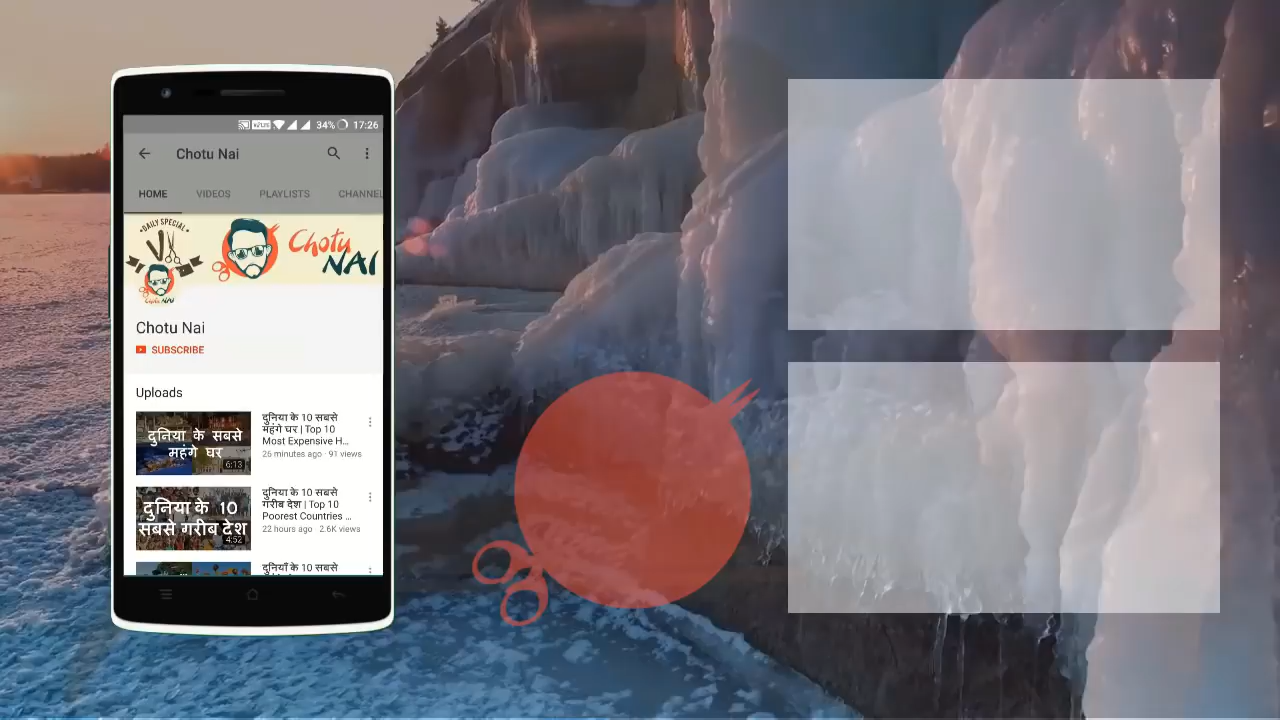 34% 17:26
Chotu Nai
HOME VIDEOS PLAYLISTS CHANNEL
DAILY SPECIAL
Chotu NAI
Chotu
NAI
Chotu Nai
SUBSCRIBE
Uploads
दुनिया के सबसे
महंगे घर
6:13
दुनिया के 10 सबसे
महंगे घर | Top 10
Most Expensive H...
26 minutes ago · 91 views
दुनिया के 10
सबसे गरीब देश
4:52
दुनिया के 10 सबसे
गरीब देश | Top 10
Poorest Countries ...
22 hours ago · 2.6K views
दुनियाँ के 10 सबसे